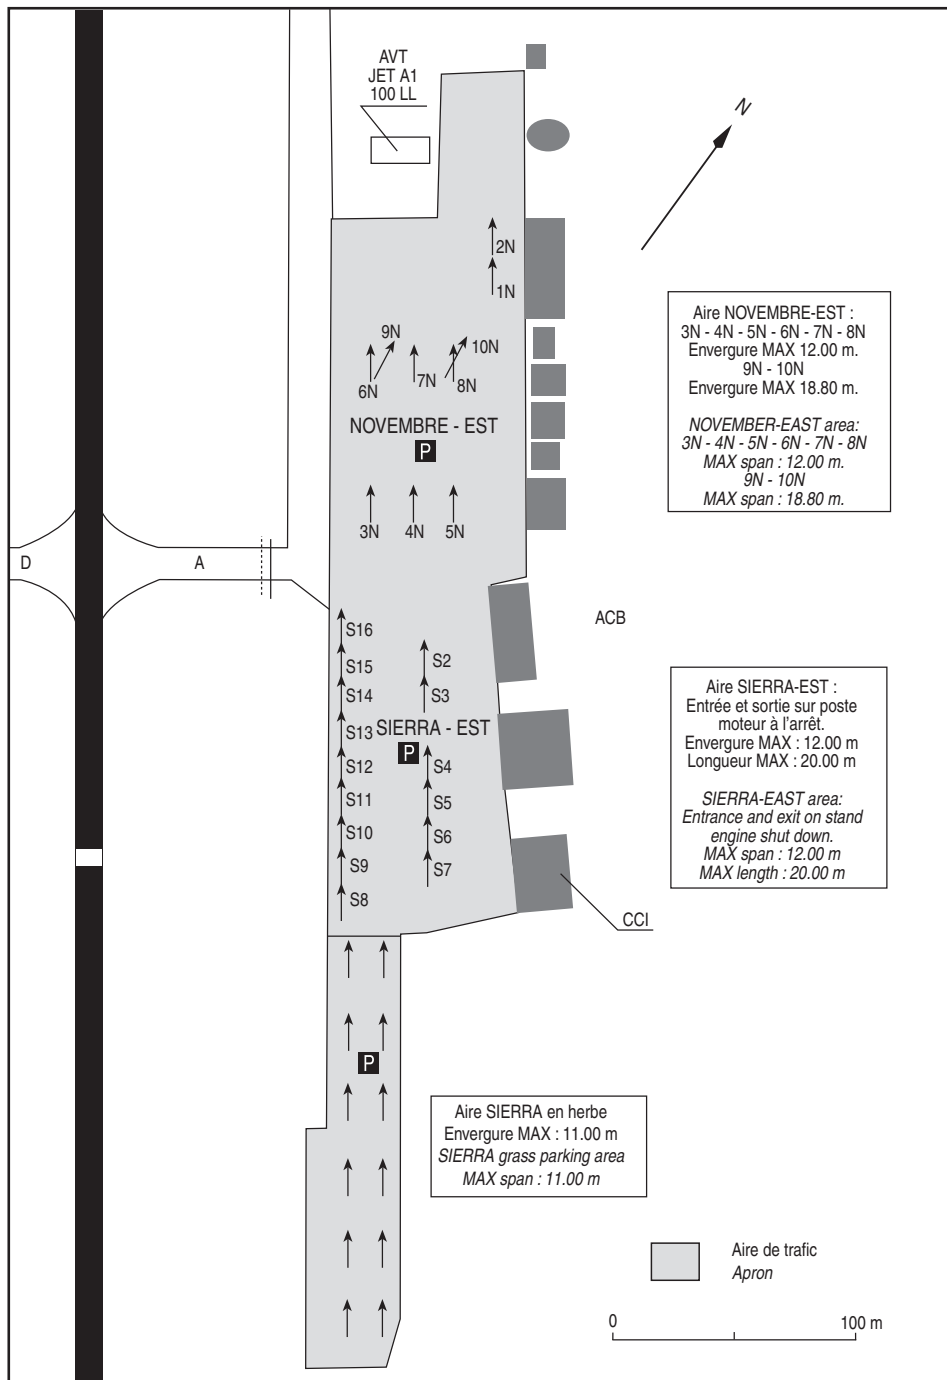 AVT
JET A1
100 LL
N
2N
1N
9N
10N
6N
7N
8N
NOVEMBRE - EST
P
3N
4N
5N
D
A
Aire NOVEMBRE-EST :
3N - 4N - 5N - 6N - 7N - 8N
Envergure MAX 12.00 m.
9N - 10N
Envergure MAX 18.80 m.
NOVEMBER-EAST area:
3N - 4N - 5N - 6N - 7N - 8N
MAX span : 12.00 m.
9N - 10N
MAX span : 18.80 m.
ACB
S16
S15
S14
S13
S12
S11
S10
S9
S8
S2
S3
SIERRA - EST
P
S4
S5
S6
S7
Aire SIERRA-EST :
Entrée et sortie sur poste
moteur à l'arrêt.
Envergure MAX : 12.00 m
Longueur MAX : 20.00 m
SIERRA-EAST area:
Entrance and exit on stand
engine shut down.
MAX span : 12.00 m
MAX length : 20.00 m
CCI
P
Aire SIERRA en herbe
Envergure MAX : 11.00 m
SIERRA grass parking area
MAX span : 11.00 m
Aire de trafic
Apron
0
100 m